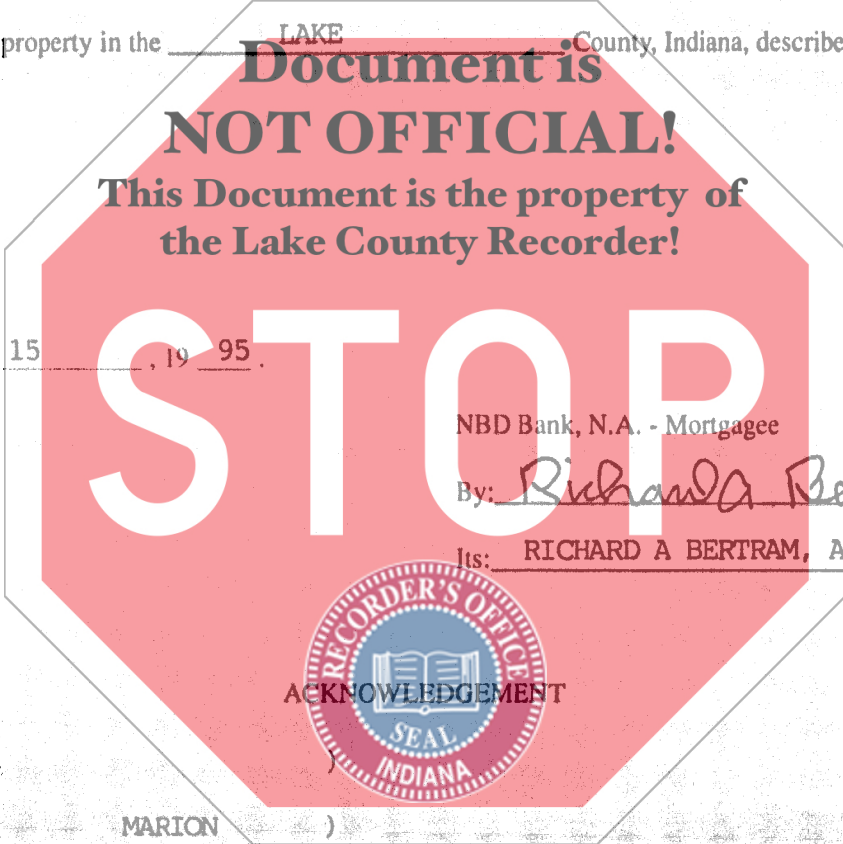 property in the LAKE County, Indiana, describe
Document is
NOT OFFICIAL!
This Document is the property of
the Lake County Recorder!
STOP
15 , 19 95 .
NBD Bank, N.A. - Mortgagee
By: Richard A Be
Its: RICHARD A BERTRAM, A
RECORDER'S OFFICE
ACKNOWLEDGEMENT
SEAL
INDIANA
)
MARION )